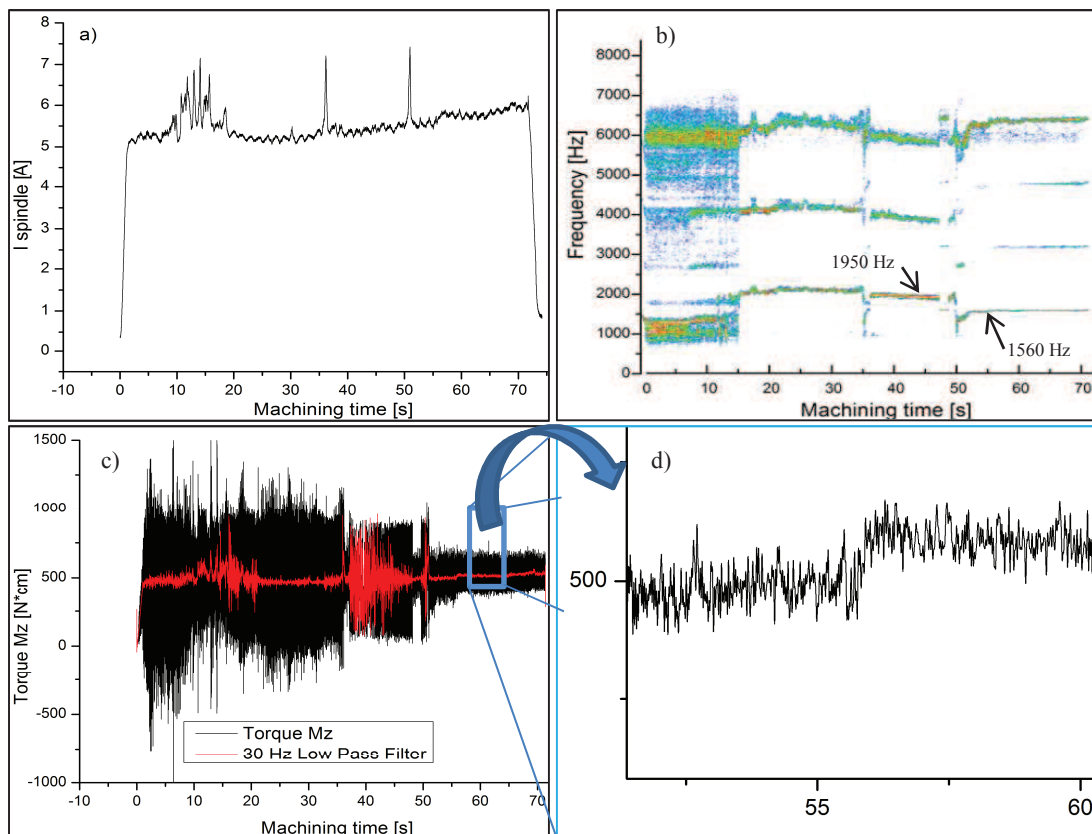 a)
I spindle [A]
8
7
6
5
4
3
2
1
0
-10 0 10 20 30 40 50 60 70
Machining time [s]
b)
Frequency [Hz]
8000
7000
6000
5000
4000
3000
2000
1000
0
1950 Hz
1560 Hz
0 10 20 30 40 50 60 70
Machining time [s]
c)
Torque Mz [N*cm]
1500
1000
500
0
-500
-1000
Torque Mz
30 Hz Low Pass Filter
-10 0 10 20 30 40 50 60 70
Machining time [s]
d)
500
55 60